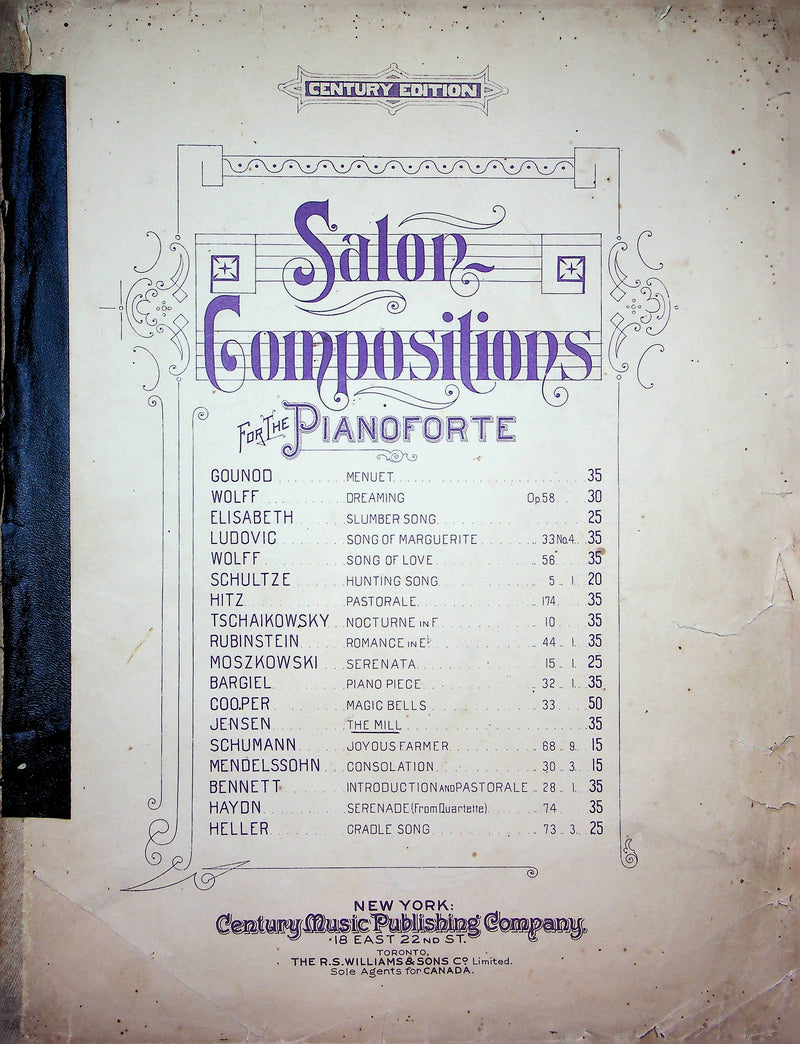 CENTURY EDITION
Salon
Compositions
FOR THE PIANOFORTE
GOUNOD MENUET 35
WOLFF DREAMING Op.58 30
ELISABETH SLUMBER SONG 25
LUDOVIC SONG OF MARGUERITE 33 No.4 35
WOLFF SONG OF LOVE 56 35
SCHULTZE HUNTING SONG 5 1 20
HITZ PASTORALE 174 35
TSCHAIKOWSKY NOCTURNE IN F 10 35
RUBINSTEIN ROMANCE IN E♭ 44 1 35
MOSZKOWSKI SERENATA 15 1 25
BARGIEL PIANO PIECE 32 1 35
COOPER MAGIC BELLS 33 50
JENSEN THE MILL 35
SCHUMANN JOYOUS FARMER 68 9 15
MENDELSSOHN CONSOLATION 30 3 15
BENNETT INTRODUCTION AND PASTORALE 28 1 35
HAYDN SERENADE (From Quartette) 74 35
HELLER CRADLE SONG 73 3 25
NEW YORK:
Century Music Publishing Company,
18 EAST 22ND ST.
TORONTO,
THE R.S. WILLIAMS & SONS Co Limited.
Sole Agents for CANADA.